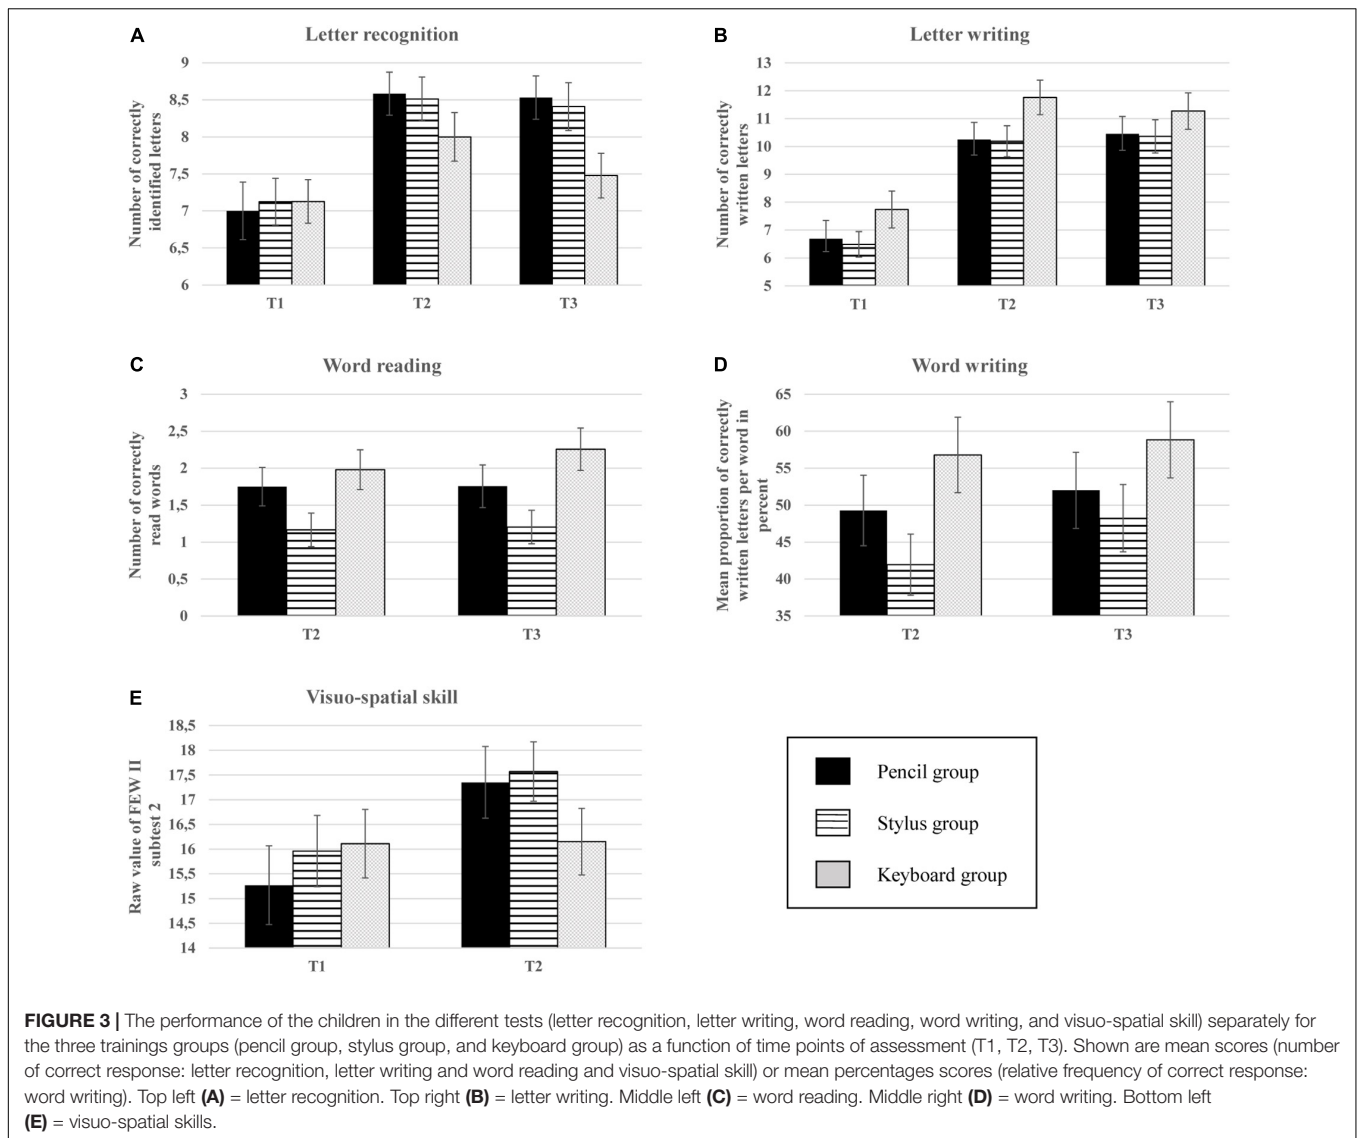 A
Letter recognition
Number of correctly
identified letters
9
8,5
8
7,5
7
6,5
6
T1
T2
T3
B
Letter writing
Number of correctly
written letters
13
12
11
10
9
8
7
6
5
T1
T2
T3
C
Word reading
Number of correctly
read words
3
2,5
2
1,5
1
0,5
0
T2
T3
D
Word writing
Mean proportion of correctly
written letters per word in
percent
65
60
55
50
45
40
35
T2
T3
E
Visuo-spatial skill
Raw value of FEW II
subtest 2
18,5
18
17,5
17
16,5
16
15,5
15
14,5
14
T1
T2
Pencil group
Stylus group
Keyboard group
FIGURE 3 | The performance of the children in the different tests (letter recognition, letter writing, word reading, word writing, and visuo-spatial skill) separately for
the three trainings groups (pencil group, stylus group, and keyboard group) as a function of time points of assessment (T1, T2, T3). Shown are mean scores (number
of correct response: letter recognition, letter writing and word reading and visuo-spatial skill) or mean percentages scores (relative frequency of correct response:
word writing). Top left (A) = letter recognition. Top right (B) = letter writing. Middle left (C) = word reading. Middle right (D) = word writing. Bottom left
(E) = visuo-spatial skills.